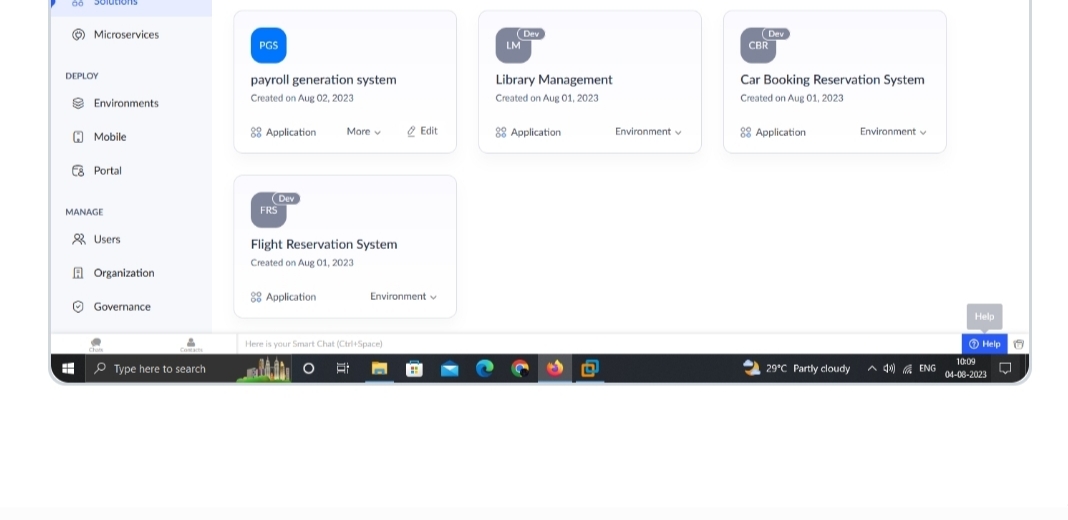 Solutions
Microservices
DEPLOY
Environments
Mobile
Portal
MANAGE
Users
Organization
Governance
PGS
payroll generation system
Created on Aug 02, 2023
Application More Edit
Dev
LM
Library Management
Created on Aug 01, 2023
Application Environment
Dev
CBR
Car Booking Reservation System
Created on Aug 01, 2023
Application Environment
Dev
FRS
Flight Reservation System
Created on Aug 01, 2023
Application Environment
Help
Chats Contacts Here is your Smart Chat (Ctrl+Space) Help
Type here to search 29°C Partly cloudy ENG
10:09
04-08-2023